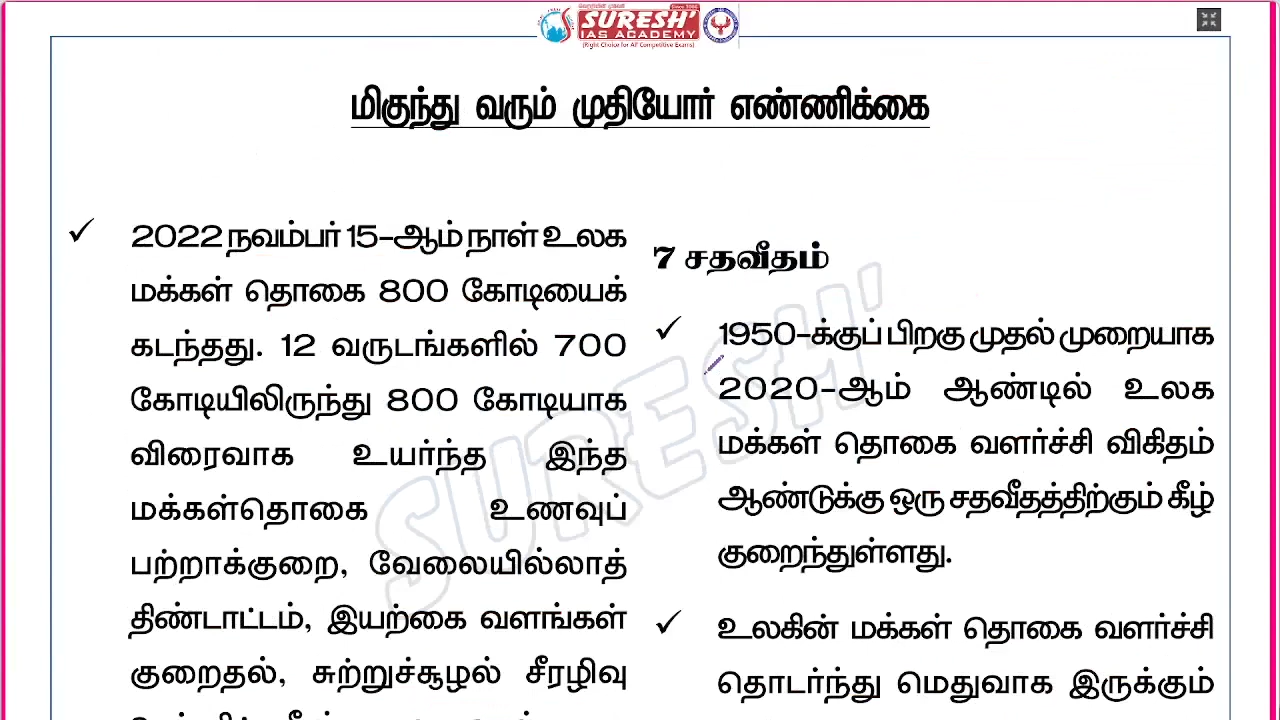 SURESH'
IAS ACADEMY
(Right Choice for All Competitive Exams)
மிகுந்து வரும் முதியோர் எண்ணிக்கை
✓ 2022 நவம்பர் 15-ஆம் நாள் உலக
மக்கள் தொகை 800 கோடியைக்
கடந்தது. 12 வருடங்களில் 700
கோடியிலிருந்து 800 கோடியாக
விரைவாக உயர்ந்த இந்த
மக்கள்தொகை உணவுப்
பற்றாக்குறை, வேலையில்லாத்
திண்டாட்டம், இயற்கை வளங்கள்
குறைதல், சுற்றுச்சூழல் சீரழிவு
7 சதவீதம்
✓ 1950-க்குப் பிறகு முதல் முறையாக
2020-ஆம் ஆண்டில் உலக
மக்கள் தொகை வளர்ச்சி விகிதம்
ஆண்டுக்கு ஒரு சதவீதத்திற்கும் கீழ்
குறைந்துள்ளது.
✓ உலகின் மக்கள் தொகை வளர்ச்சி
தொடர்ந்து மெதுவாக இருக்கும்
SURESH'